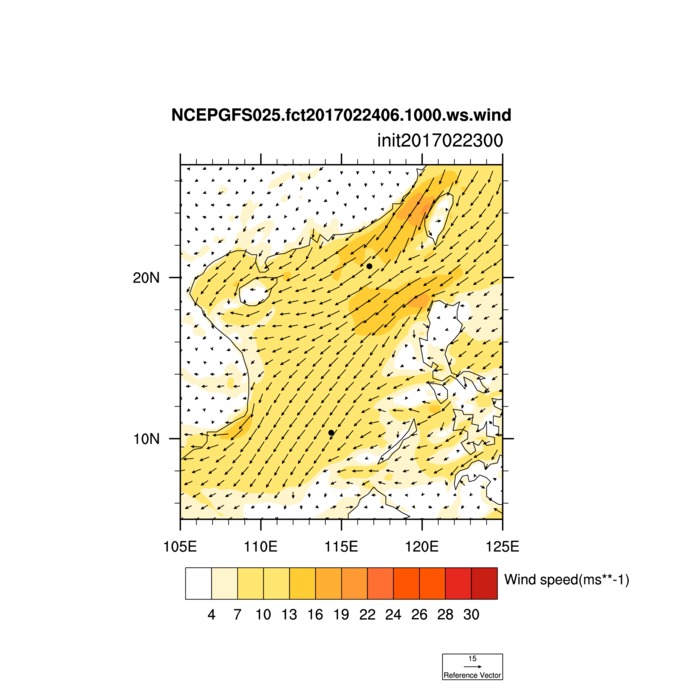 NCEPGFS025.fct2017022406.1000.ws.wind
init2017022300
20N
10N
105E 110E 115E 120E 125E
Wind speed(ms**-1)
4 7 10 13 16 19 22 24 26 28 30
15
Reference Vector